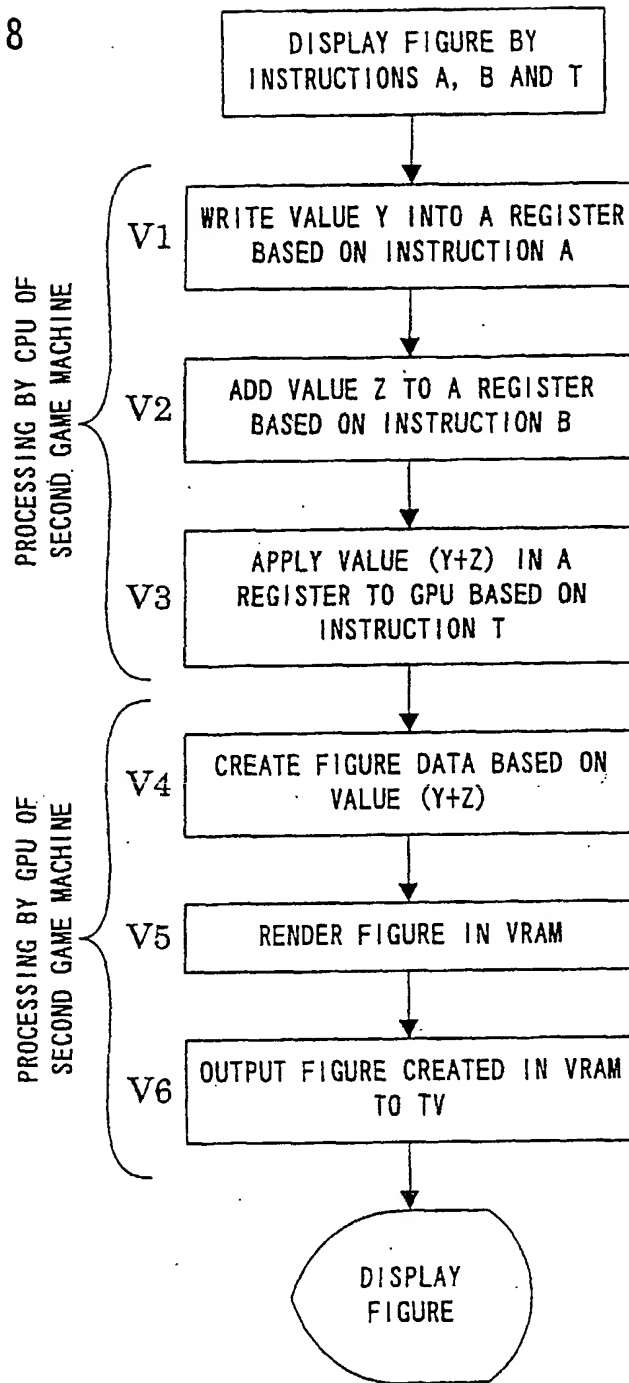 8
DISPLAY FIGURE BY
INSTRUCTIONS A, B AND T
PROCESSING BY CPU OF
SECOND GAME MACHINE
V1
WRITE VALUE Y INTO A REGISTER
BASED ON INSTRUCTION A
V2
ADD VALUE Z TO A REGISTER
BASED ON INSTRUCTION B
V3
APPLY VALUE (Y+Z) IN A
REGISTER TO GPU BASED ON
INSTRUCTION T
PROCESSING BY GPU OF
SECOND GAME MACHINE
V4
CREATE FIGURE DATA BASED ON
VALUE (Y+Z)
V5
RENDER FIGURE IN VRAM
V6
OUTPUT FIGURE CREATED IN VRAM
TO TV
DISPLAY
FIGURE